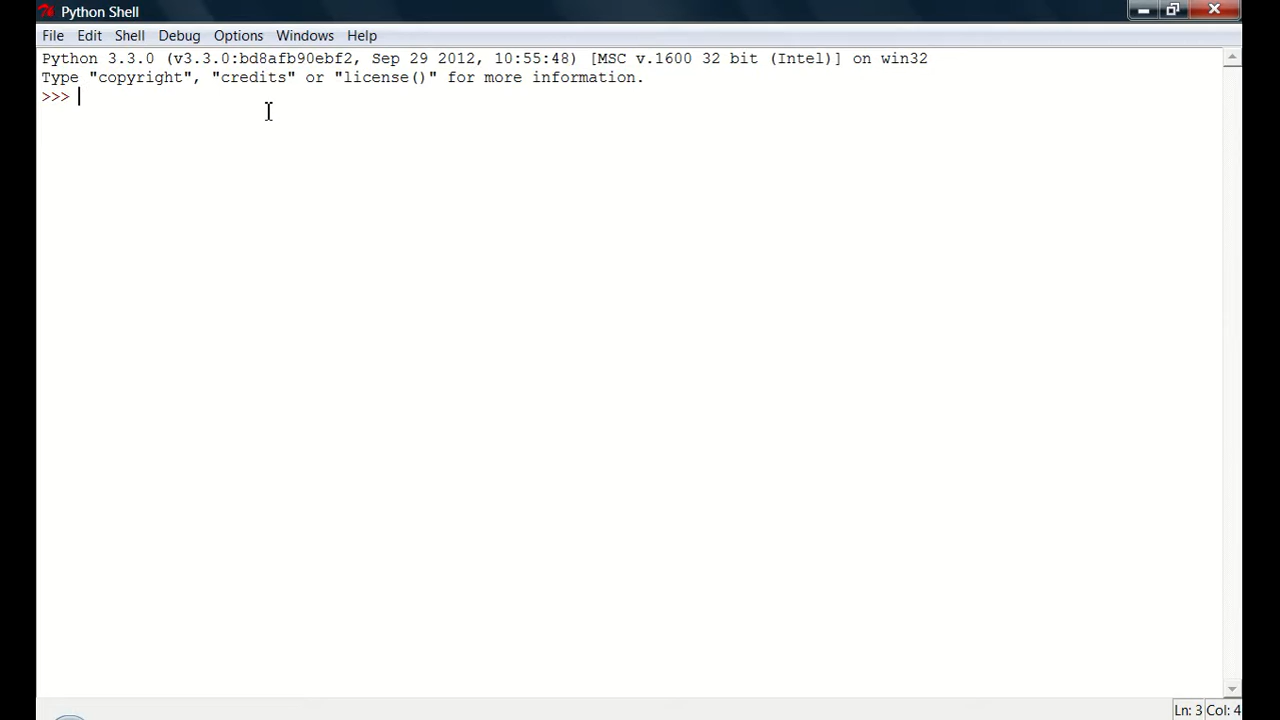 Python Shell
File Edit Shell Debug Options Windows Help
Python 3.3.0 (v3.3.0:bd8afb90ebf2, Sep 29 2012, 10:55:48) [MSC v.1600 32 bit (Intel)] on win32
Type "copyright", "credits" or "license()" for more information.
>>>
Ln: 3 Col: 4